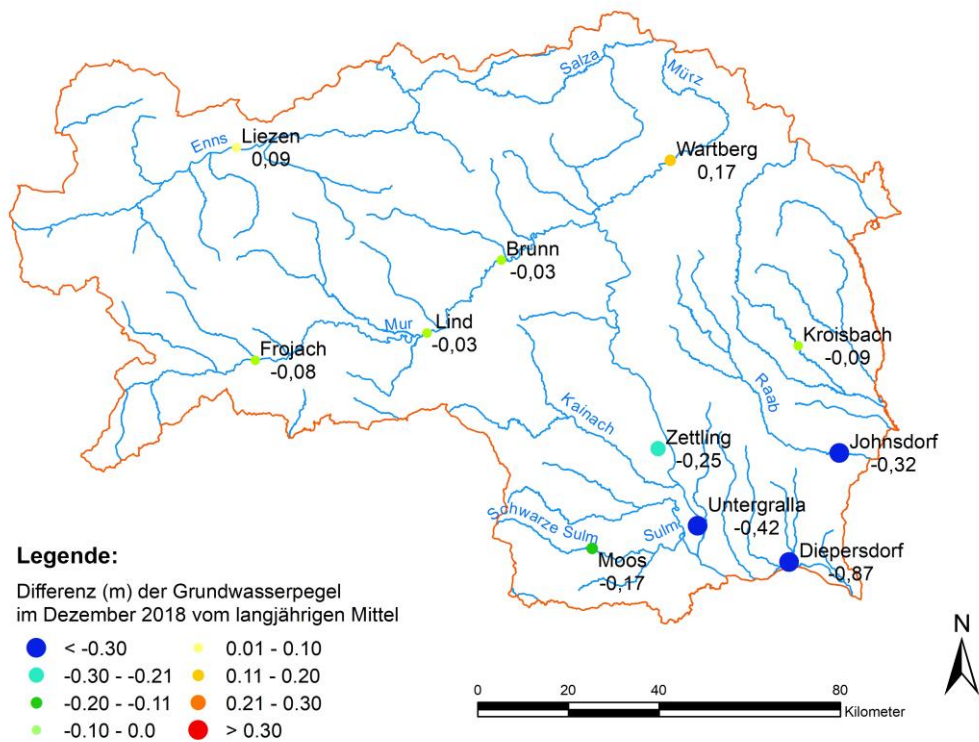 Salza
Mürz
Enns
Liezen
0,09
Wartberg
0,17
Brunn
-0,03
Mur
Lind
-0,03
Frojach
-0,08
Kroisbach
-0,09
Raab
Kainach
Zettling
-0,25
Johnsdorf
-0,32
Schwarze Sulm
Sulm
Untergralla
-0,42
Moos
-0,17
Diepersdorf
-0,87
Legende:
Differenz (m) der Grundwasserpegel
im Dezember 2018 vom langjährigen Mittel
< -0.30
0.01 - 0.10
-0.30 - -0.21
0.11 - 0.20
-0.20 - -0.11
0.21 - 0.30
-0.10 - 0.0
> 0.30
N
0 20 40 80
Kilometer